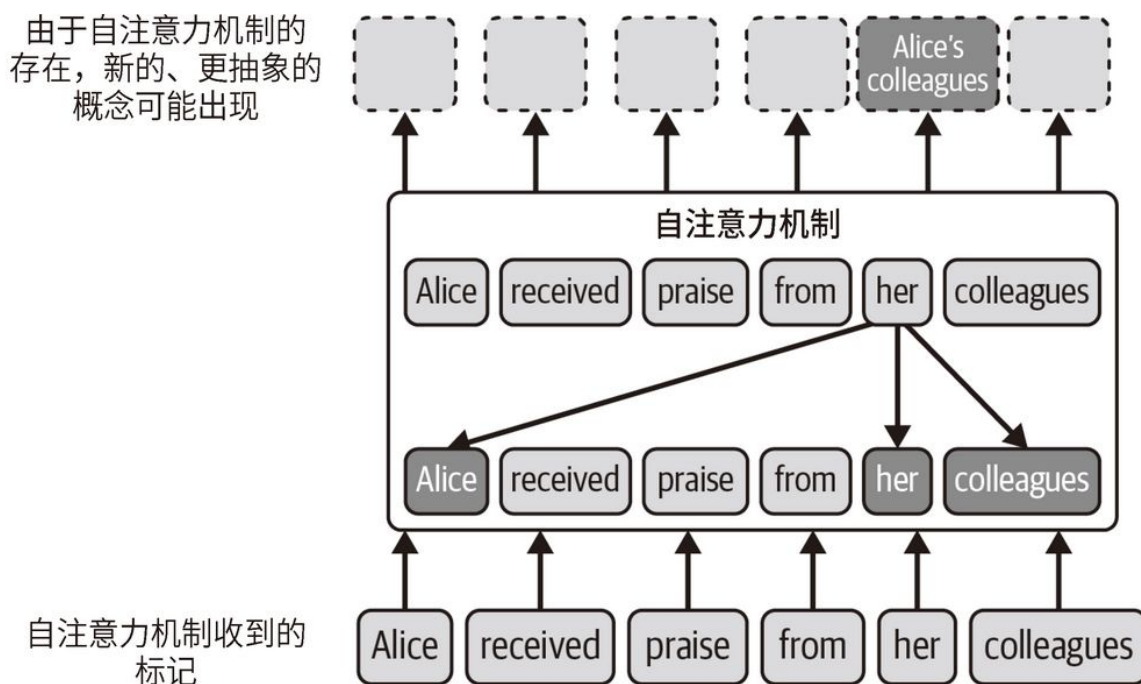 由于自注意力机制的
存在，新的、更抽象的
概念可能出现
Alice's
colleagues
自注意力机制
Alice received praise from her colleagues
Alice received praise from her colleagues
自注意力机制收到的
标记
Alice received praise from her colleagues